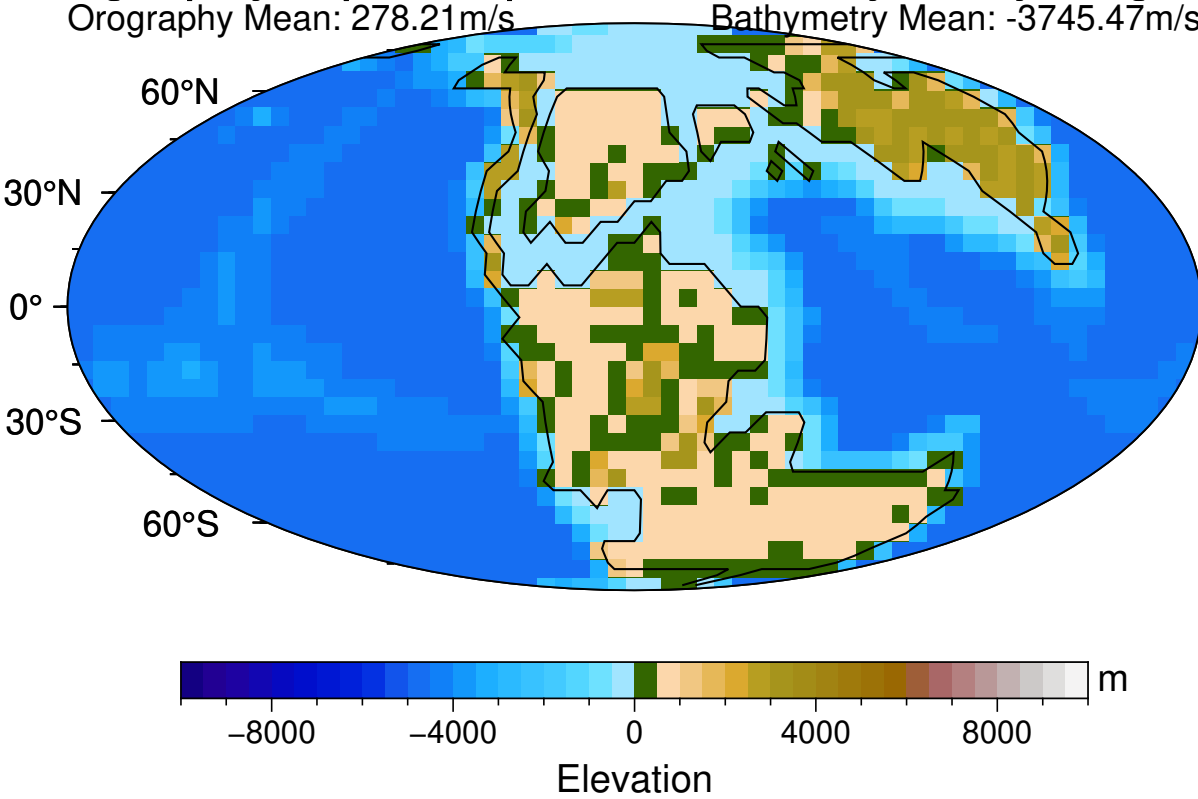 Orography Mean: 278.21m/s Bathymetry Mean: -3745.47m/s
60°N
30°N
0°
30°S
60°S
−8000 −4000 0 4000 8000 m
Elevation